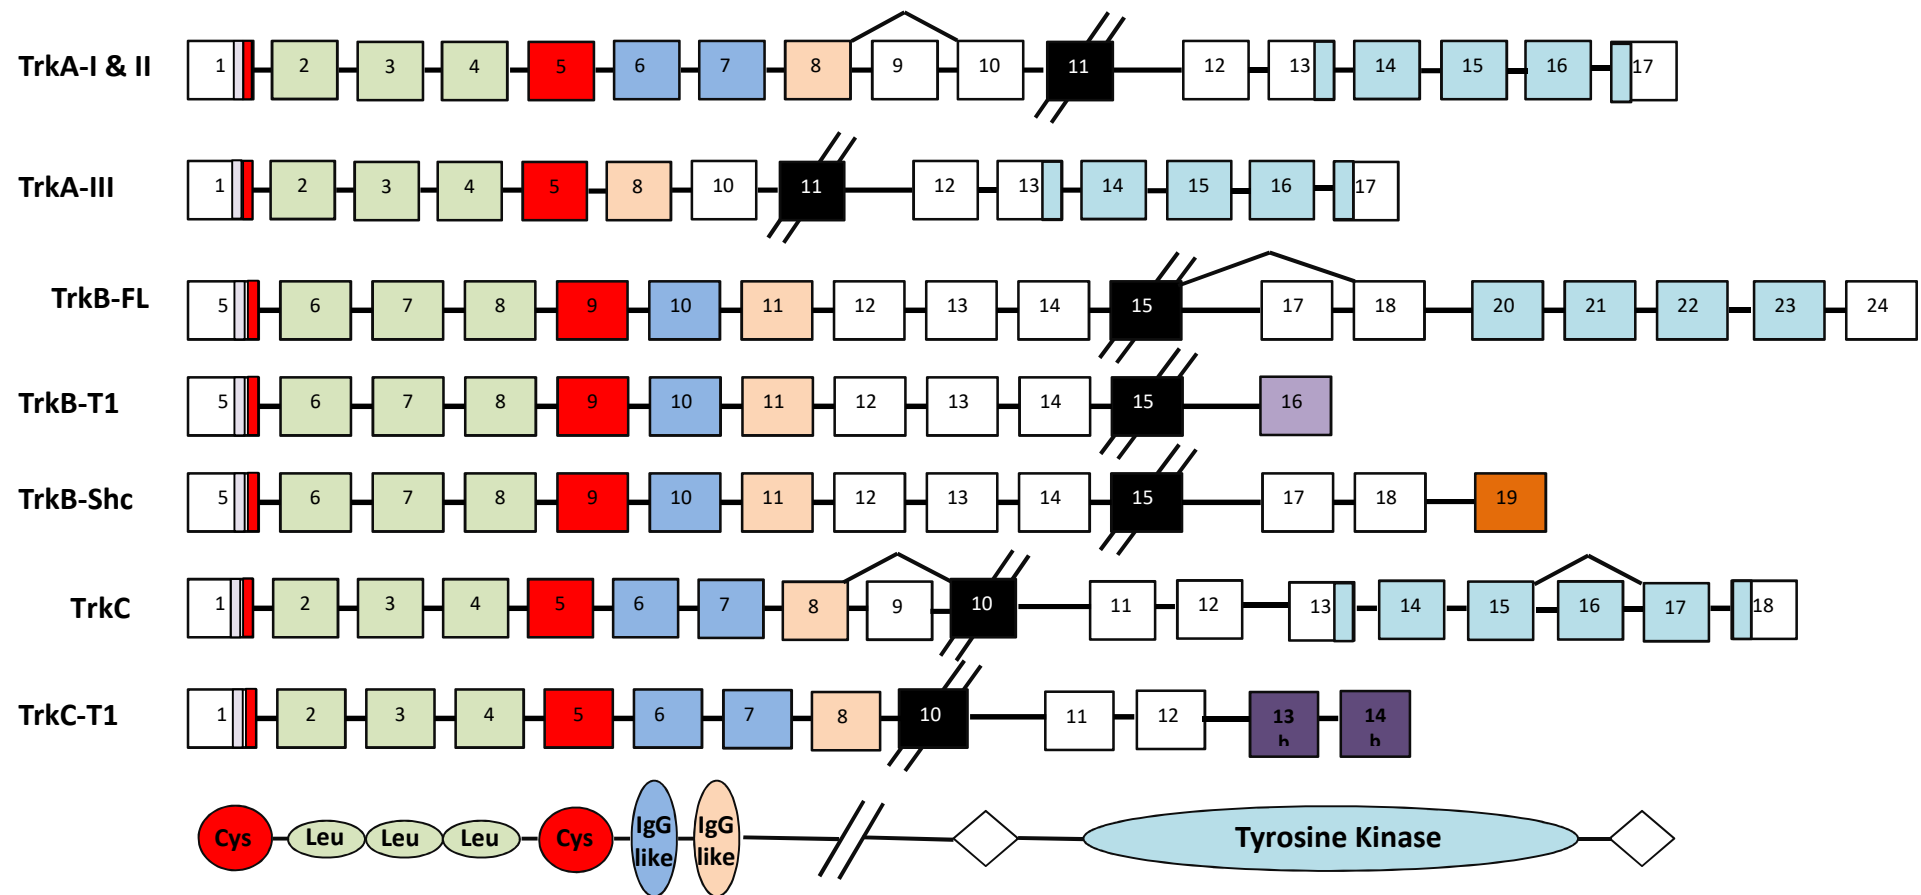 TrkA-I & II 1 2 3 4 5 6 7 8 9 10 11 12 13 14 15 16 17
TrkA-III 1 2 3 4 5 8 10 11 12 13 14 15 16 17
TrkB-FL 5 6 7 8 9 10 11 12 13 14 15 17 18 20 21 22 23 24
TrkB-T1 5 6 7 8 9 10 11 12 13 14 15 16
TrkB-Shc 5 6 7 8 9 10 11 12 13 14 15 17 18 19
TrkC 1 2 3 4 5 6 7 8 9 10 11 12 13 14 15 16 17 18
TrkC-T1 1 2 3 4 5 6 7 8 10 11 12 13 14
b b
Cys Leu Leu Leu Cys IgG like IgG like Tyrosine Kinase